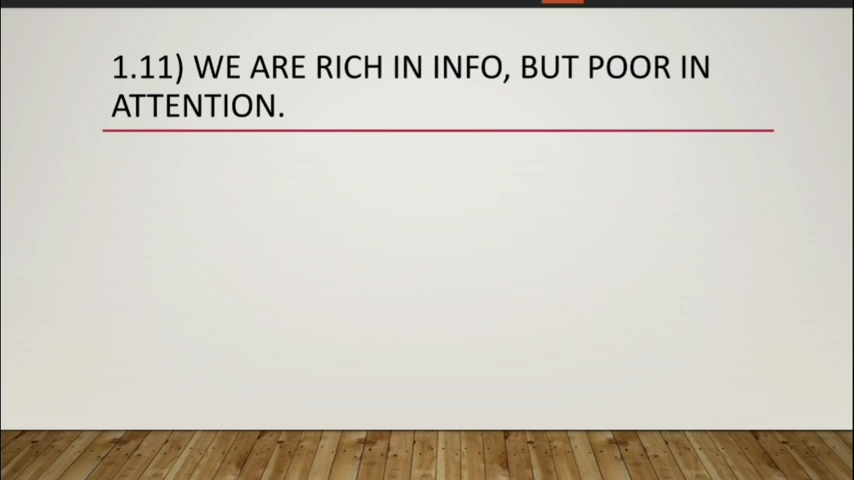 1.11) WE ARE RICH IN INFO, BUT POOR IN
ATTENTION.